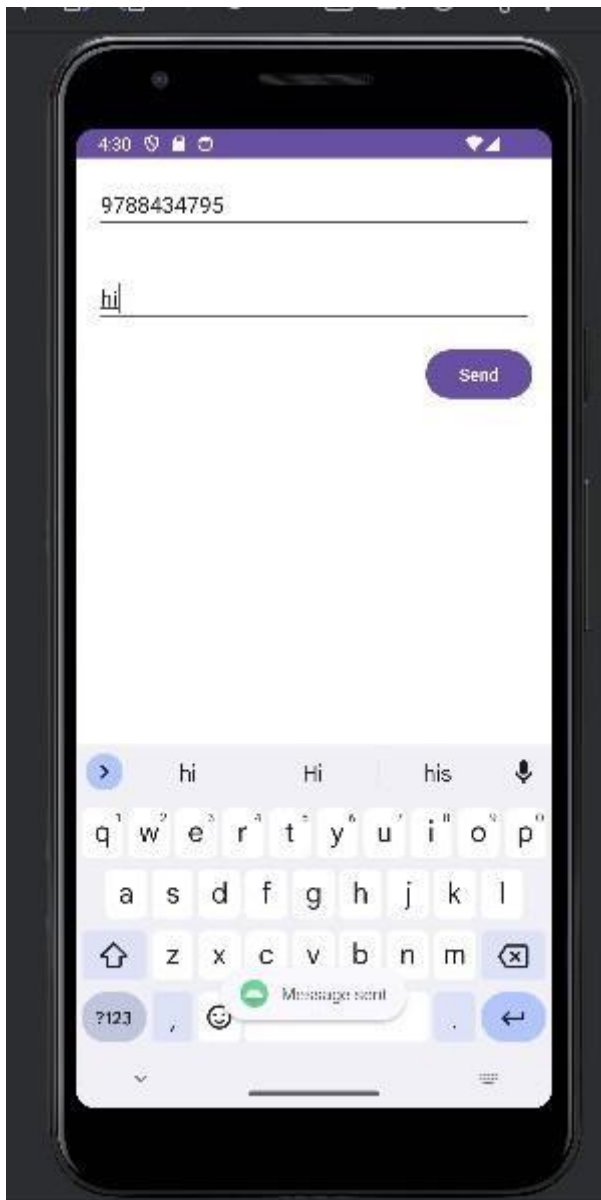 4:30
9788434795
hi
Send
hi Hi his
q w e r t y u i o p
a s d f g h j k l
z x c v b n m
Message sent
?123 , .